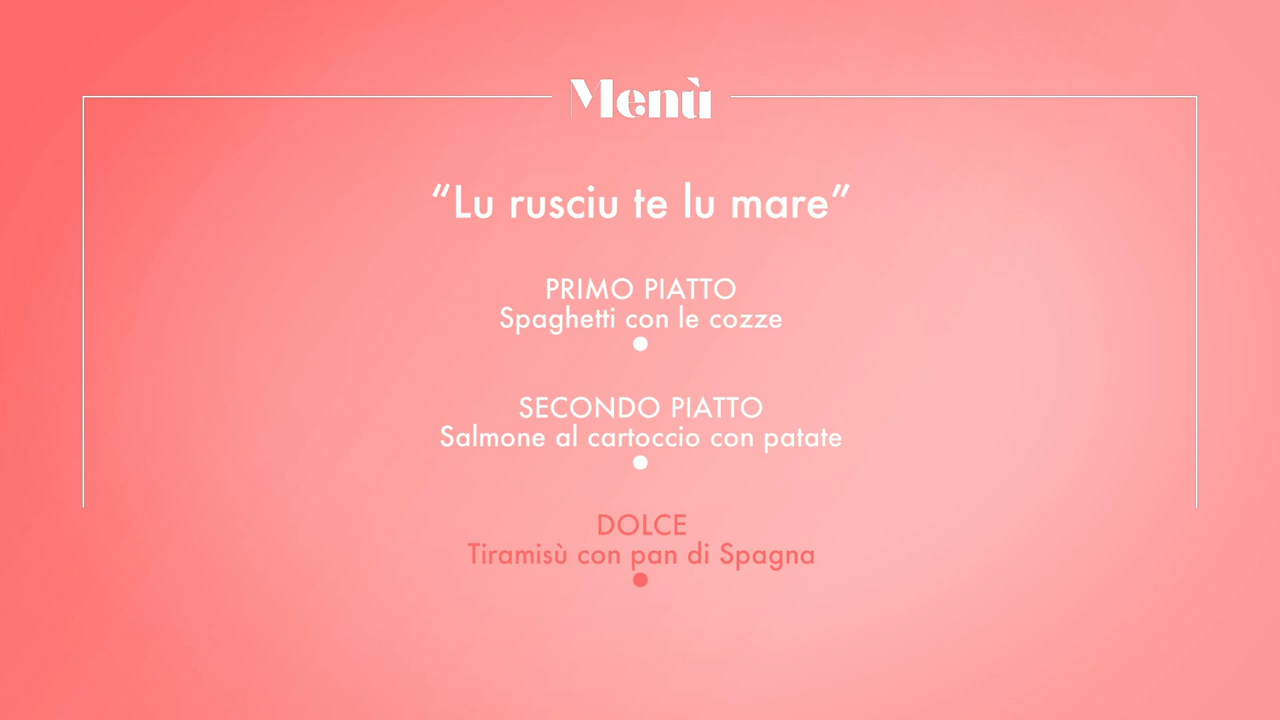 Menù
“Lu rusciu te lu mare”
PRIMO PIATTO
Spaghetti con le cozze
SECONDO PIATTO
Salmone al cartoccio con patate
DOLCE
Tiramisù con pan di Spagna